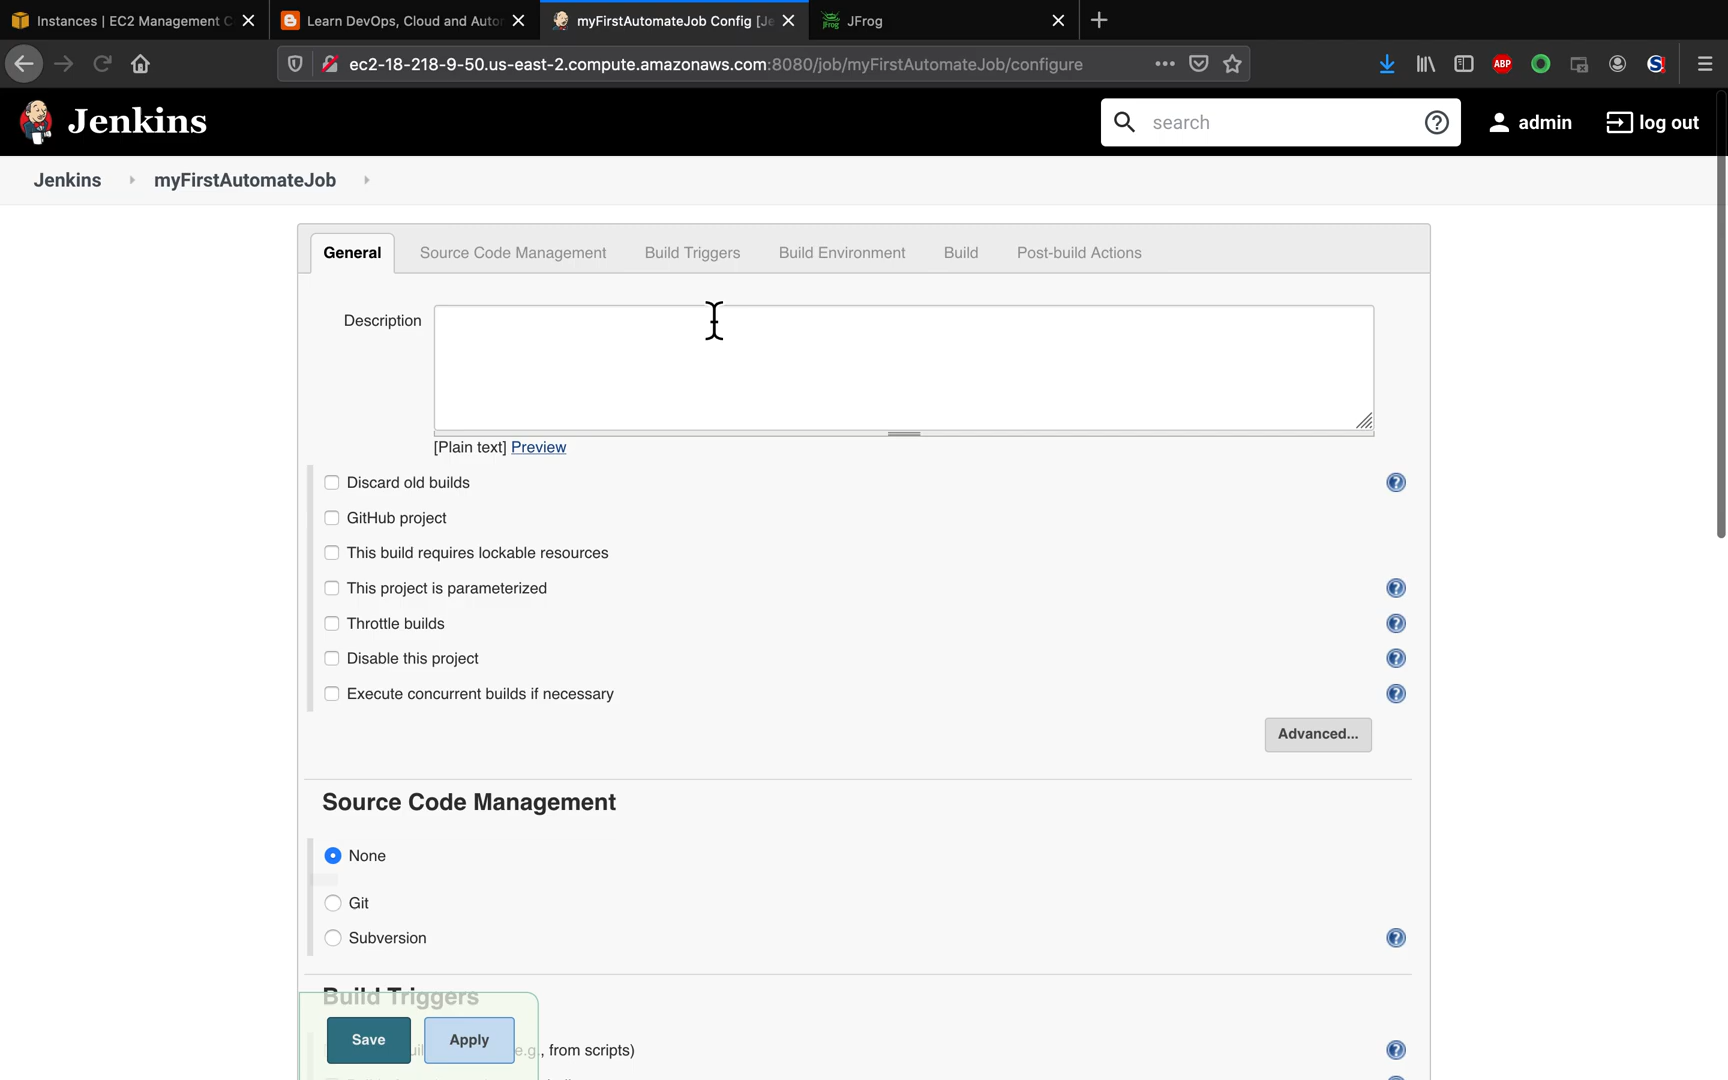 Instances | EC2 Management C
Learn DevOps, Cloud and Auto
myFirstAutomateJob Config [Je
JFrog
ec2-18-218-9-50.us-east-2.compute.amazonaws.com:8080/job/myFirstAutomateJob/configure
ABP
Jenkins
search
admin
log out
Jenkins
myFirstAutomateJob
General
Source Code Management
Build Triggers
Build Environment
Build
Post-build Actions
Description
[Plain text] Preview
Discard old builds
GitHub project
This build requires lockable resources
This project is parameterized
Throttle builds
Disable this project
Execute concurrent builds if necessary
Advanced...
Source Code Management
None
Git
Subversion
Build Triggers
Save
Apply
e.g., from scripts)